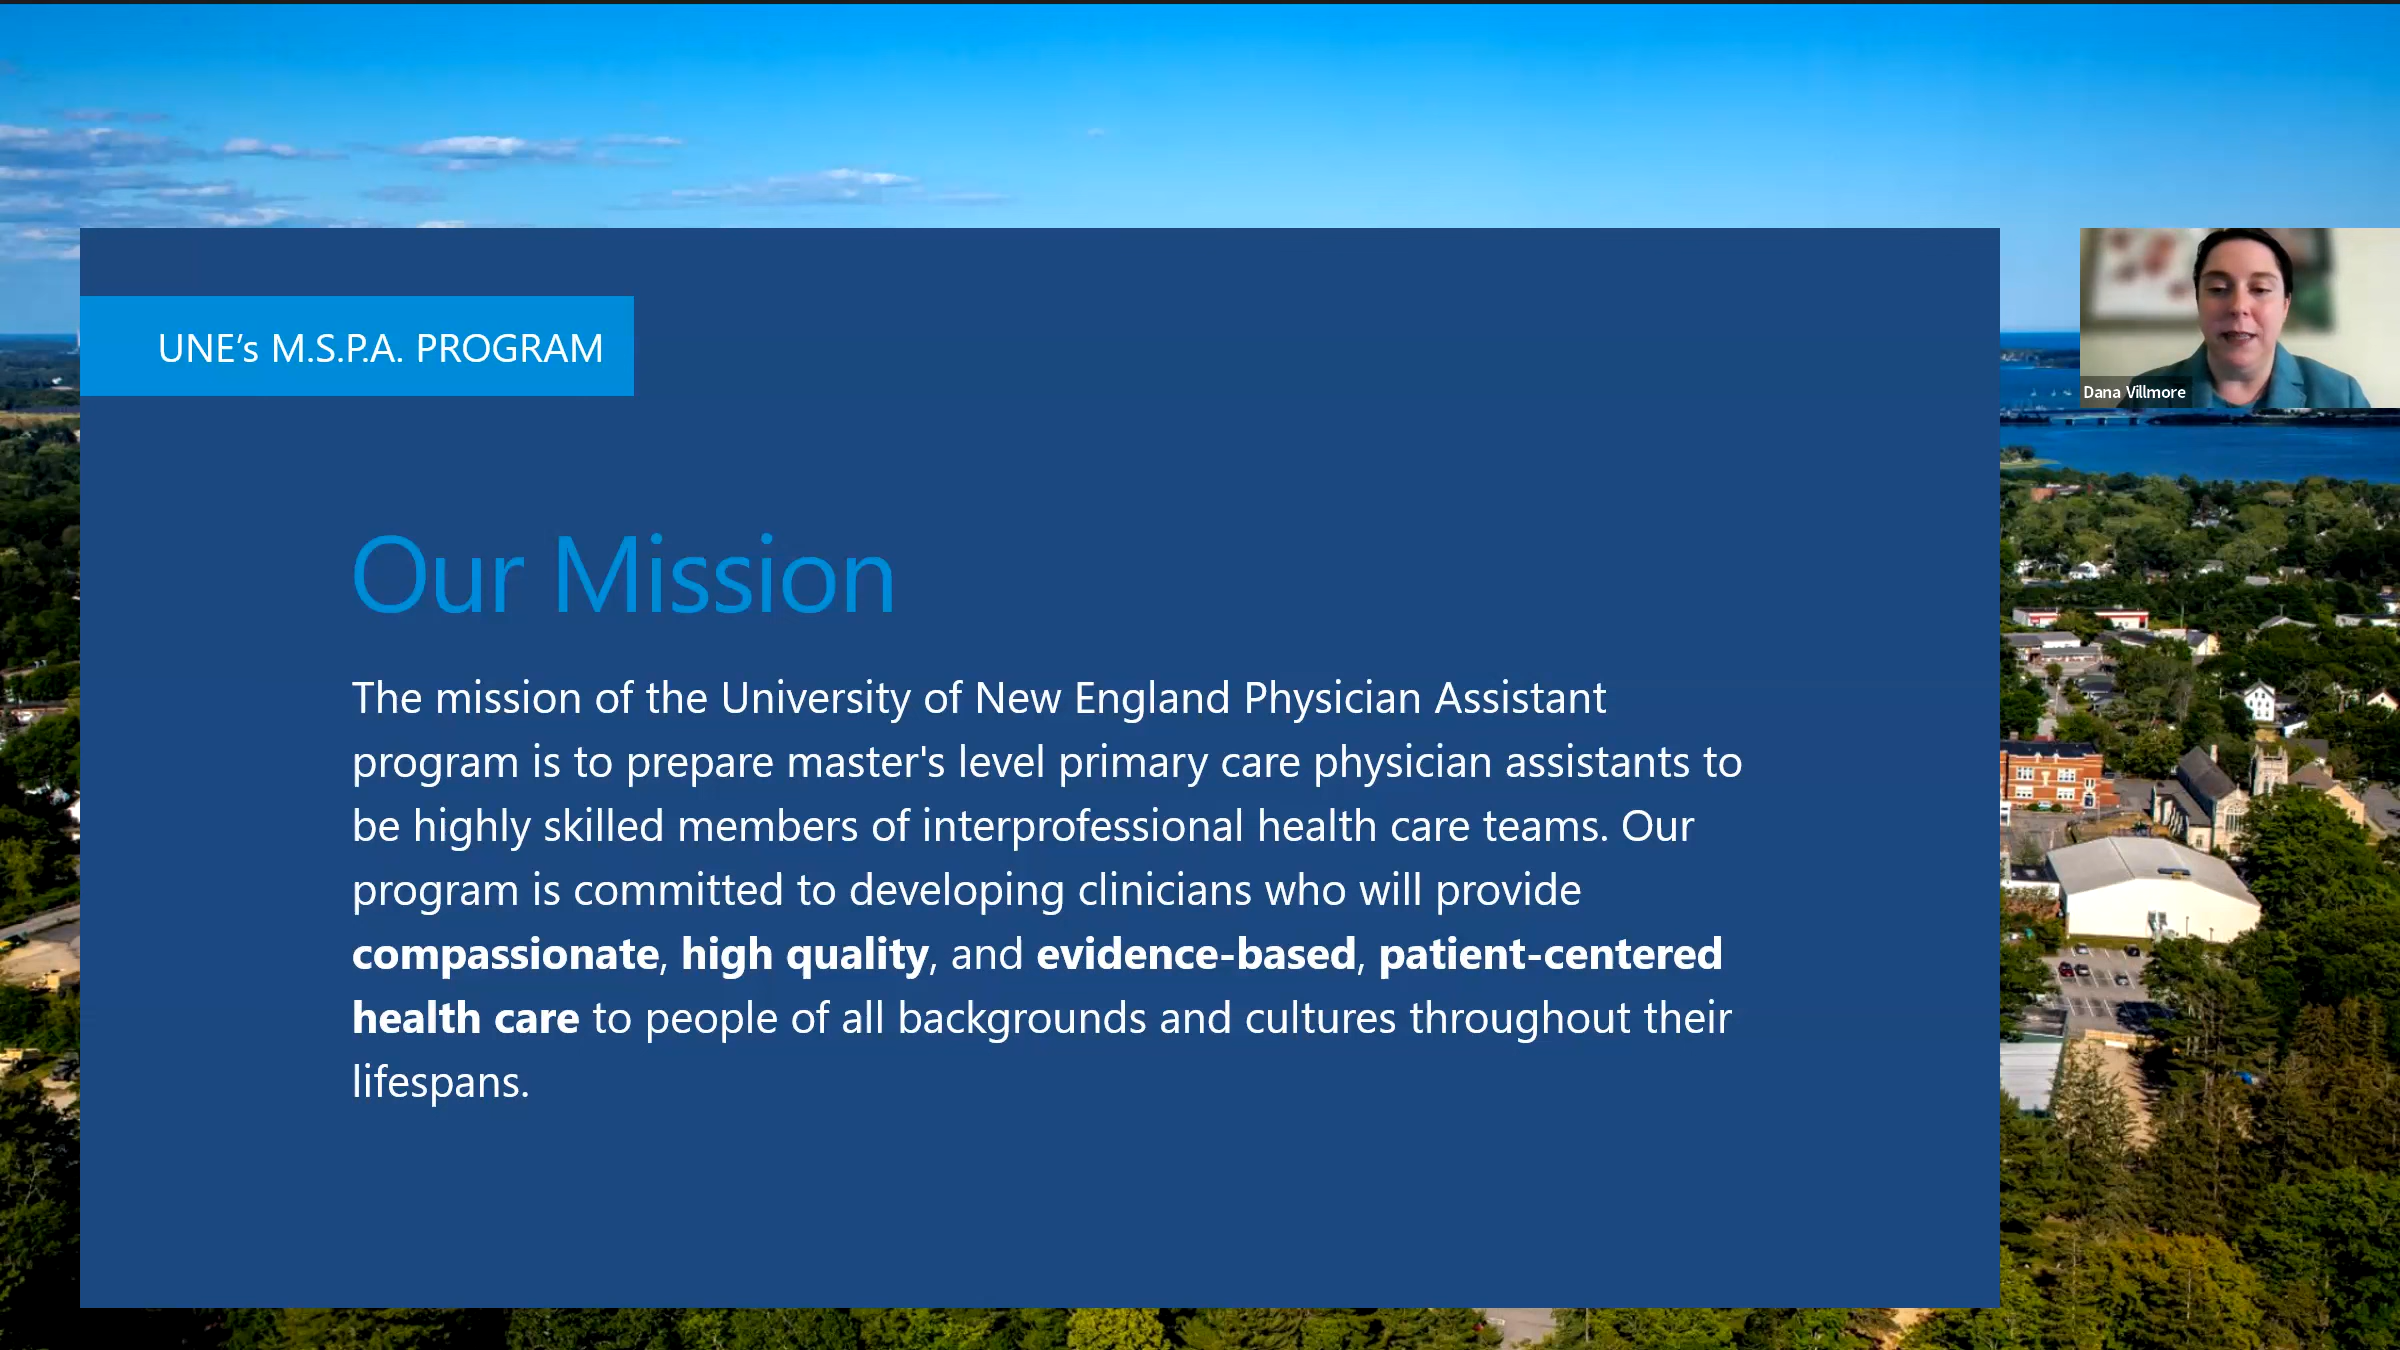 UNE’s M.S.P.A. PROGRAM
Dana Villmore
Our Mission
The mission of the University of New England Physician Assistant
program is to prepare master's level primary care physician assistants to
be highly skilled members of interprofessional health care teams. Our
program is committed to developing clinicians who will provide
compassionate, high quality, and evidence-based, patient-centered
health care to people of all backgrounds and cultures throughout their
lifespans.